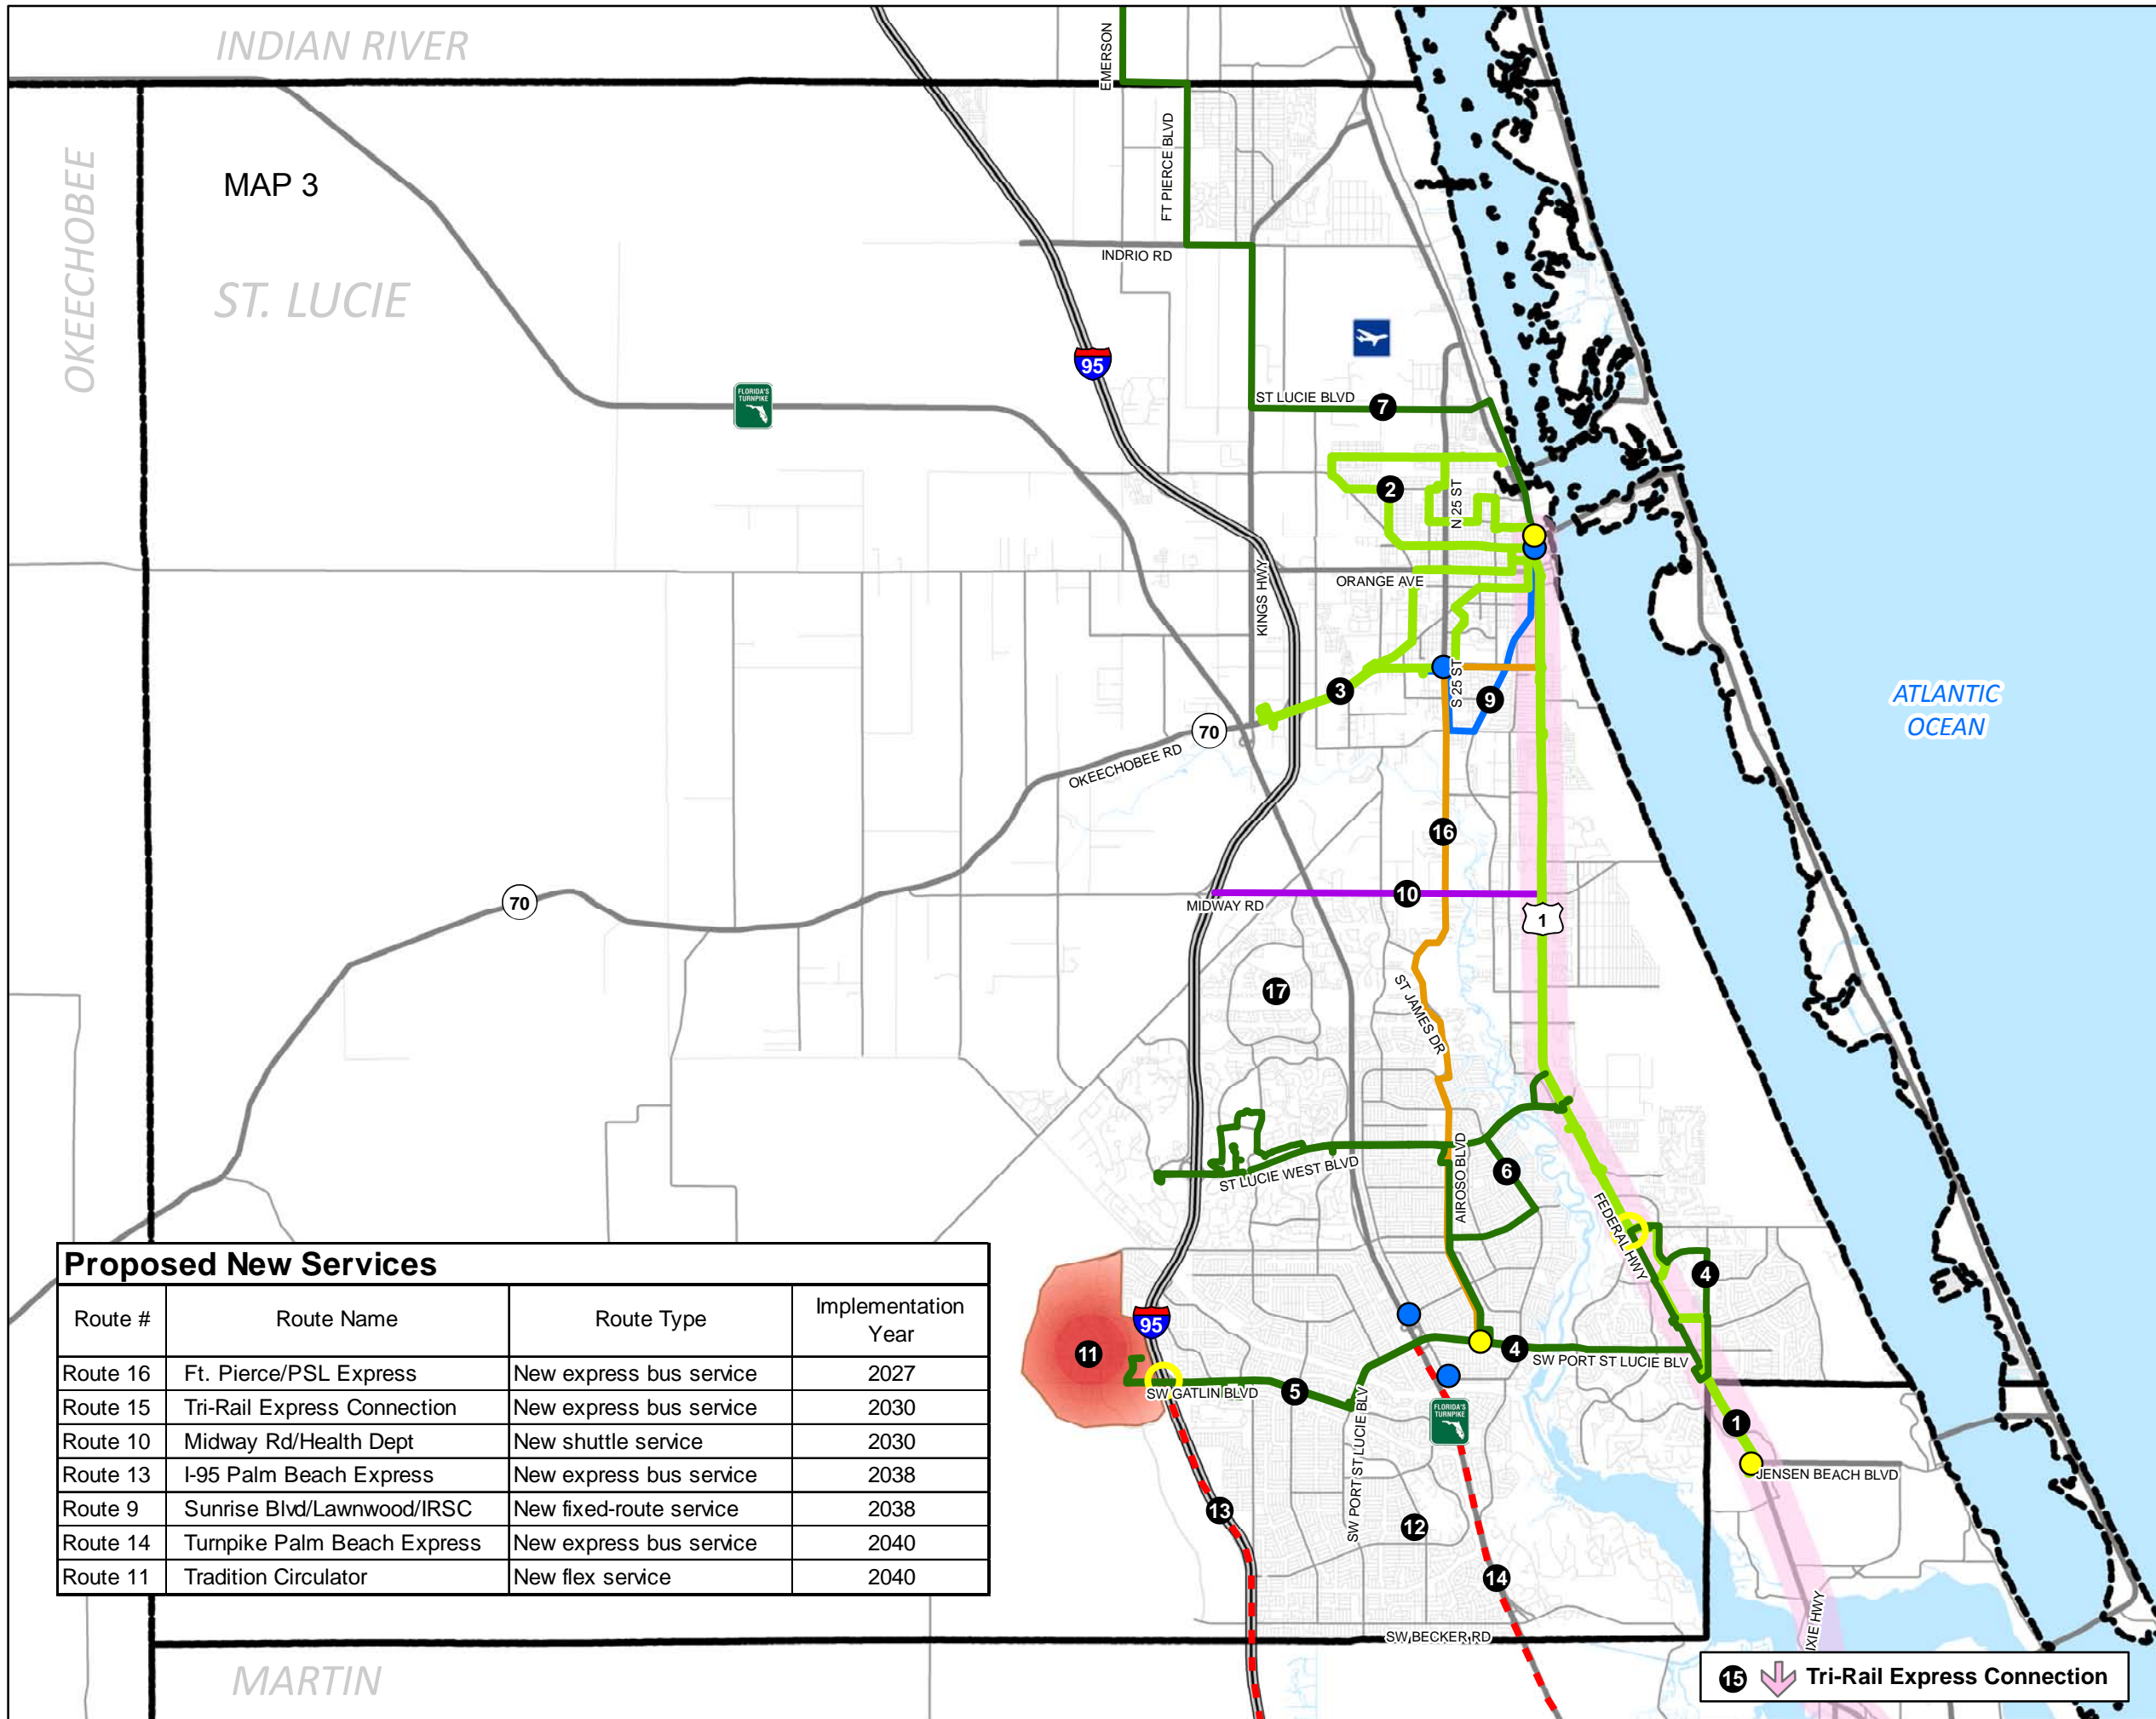 INDIAN RIVER
EMERSON
OKEECHOBEE
MAP 3
FT PIERCE BLVD
INDRIO RD
ST. LUCIE
95
FLORIDA'S
TURNPIKE
ST LUCIE BLVD
7
2
N 25 ST
KINGS HWY
ORANGE AVE
3
S 25 ST
9
ATLANTIC
OCEAN
70
OKEECHOBEE RD
16
70
10
MIDWAY RD
1
17
ST JAMES DR
ST LUCIE WEST BLVD
AIROSO BLVD
6
FEDERAL HWY
4
Proposed New Services
Route # Route Name Route Type Implementation Year
Route 16 Ft. Pierce/PSL Express New express bus service 2027
Route 15 Tri-Rail Express Connection New express bus service 2030
Route 10 Midway Rd/Health Dept New shuttle service 2030
Route 13 I-95 Palm Beach Express New express bus service 2038
Route 9 Sunrise Blvd/Lawnwood/IRSC New fixed-route service 2038
Route 14 Turnpike Palm Beach Express New express bus service 2040
Route 11 Tradition Circulator New flex service 2040
95
11
4
SW PORT ST LUCIE BLV
SW GATLIN BLVD
5
SW PORT ST LUCIE BLV
FLORIDA'S
TURNPIKE
1
JENSEN BEACH BLVD
13
12
14
IXIE HWY
SW BECKER RD
MARTIN
15 Tri-Rail Express Connection